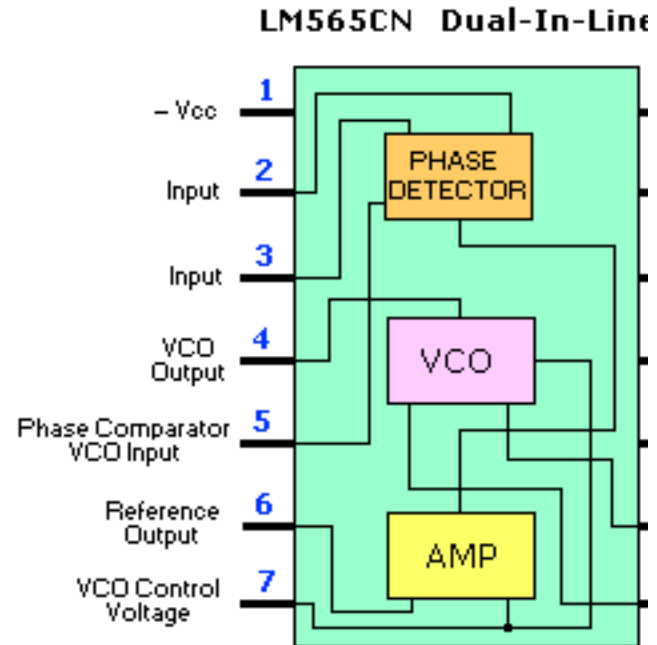 LM565CN Dual-In-Line
1
– Vcc
2
Input
3
Input
4
VCO
Output
5
Phase Comparator
VCO Input
6
Reference
Output
7
VCO Control
Voltage
PHASE
DETECTOR
VCO
AMP